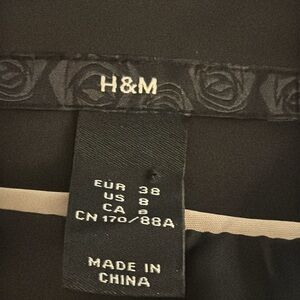 H&M
EUR 38
US 8
CA 8
CN 170/88A
MADE IN
CHINA